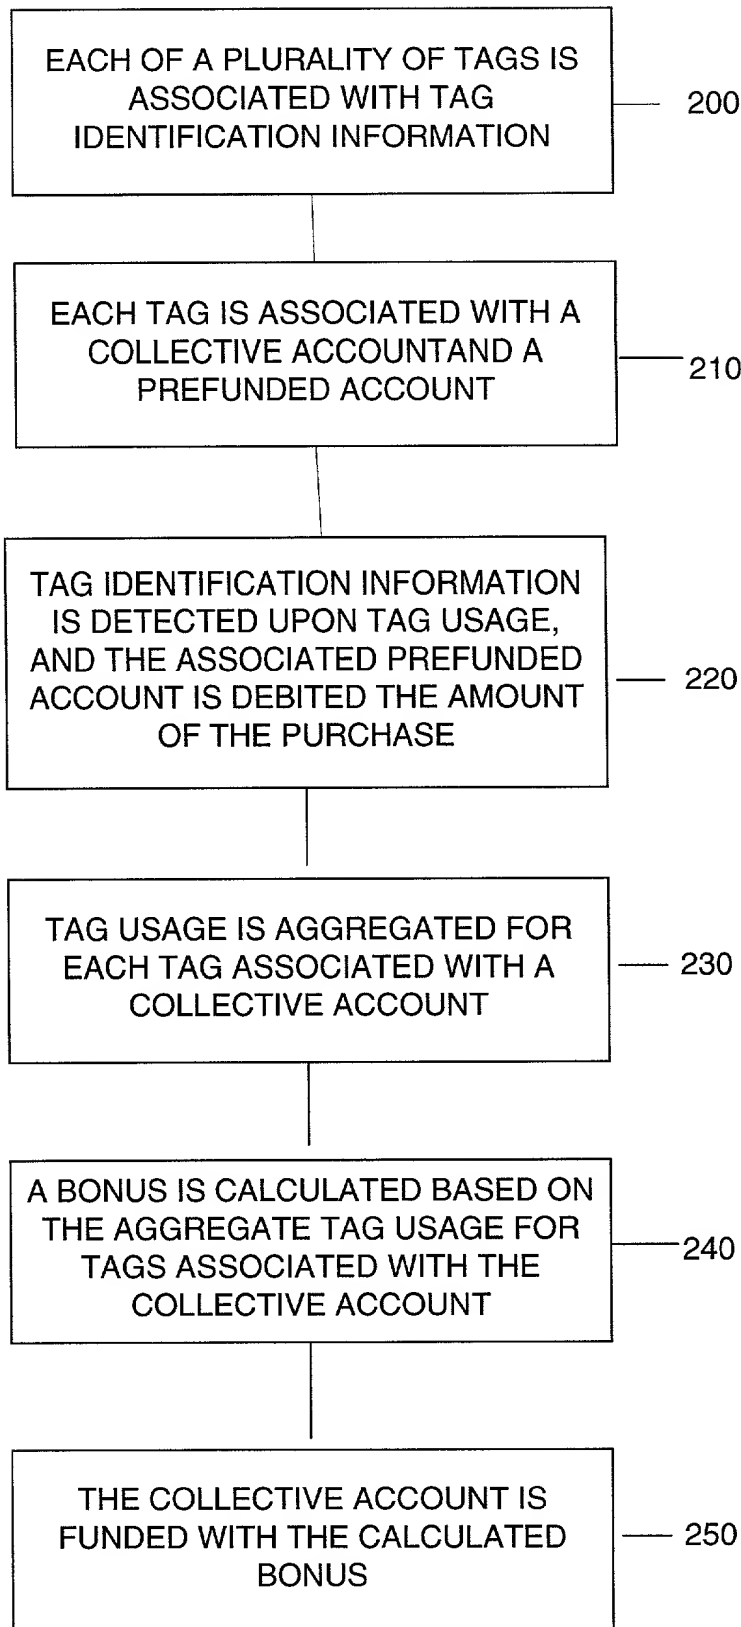 EACH OF A PLURALITY OF TAGS IS
ASSOCIATED WITH TAG
IDENTIFICATION INFORMATION
200
EACH TAG IS ASSOCIATED WITH A
COLLECTIVE ACCOUNTAND A
PREFUNDED ACCOUNT
210
TAG IDENTIFICATION INFORMATION
IS DETECTED UPON TAG USAGE,
AND THE ASSOCIATED PREFUNDED
ACCOUNT IS DEBITED THE AMOUNT
OF THE PURCHASE
220
TAG USAGE IS AGGREGATED FOR
EACH TAG ASSOCIATED WITH A
COLLECTIVE ACCOUNT
230
A BONUS IS CALCULATED BASED ON
THE AGGREGATE TAG USAGE FOR
TAGS ASSOCIATED WITH THE
COLLECTIVE ACCOUNT
240
THE COLLECTIVE ACCOUNT IS
FUNDED WITH THE CALCULATED
BONUS
250